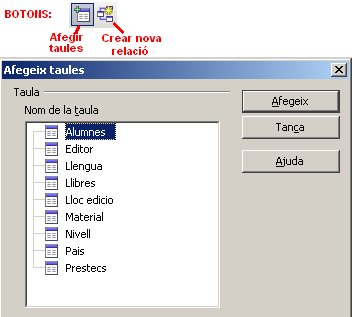 BOTONS:
Afegir
taules
Crear nova
relació
Afegeix taules
Taula
Nom de la taula
Alumnes
Editor
Llengua
Llibres
Lloc edicio
Material
Nivell
Pais
Prestecs
Afegeix
Tança
Ajuda